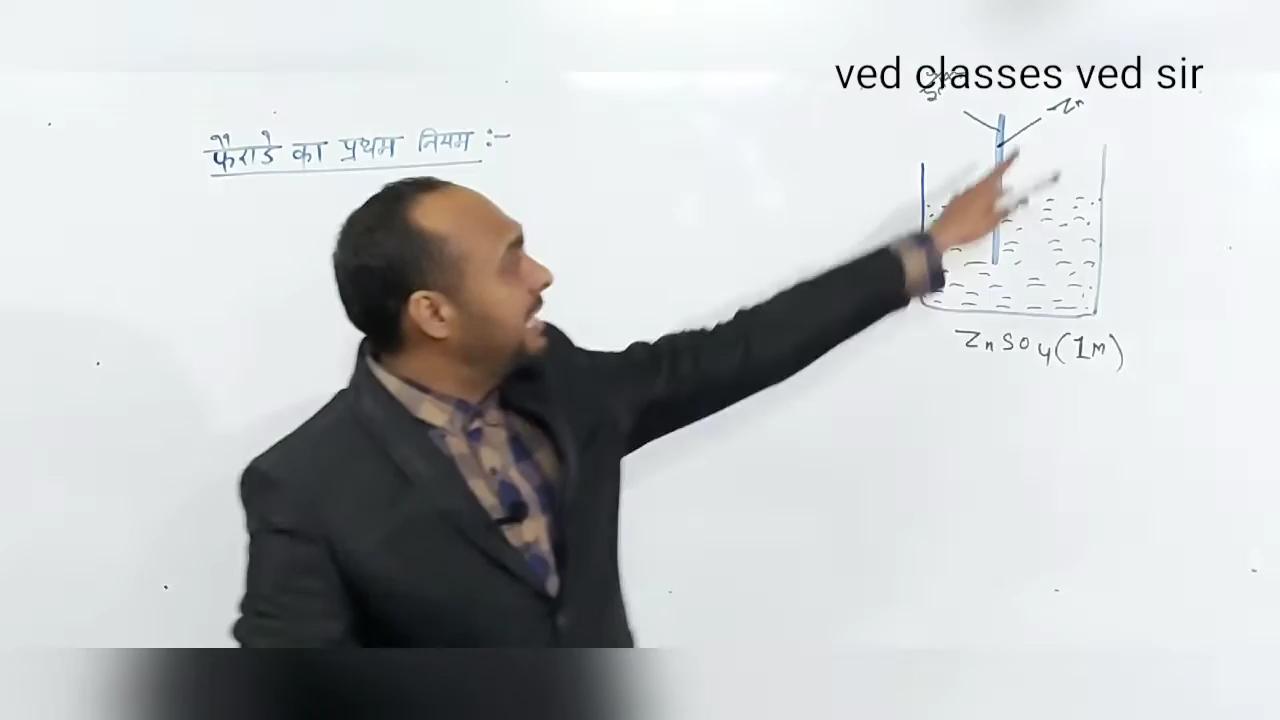 ved classes ved sir
फैराडे का प्रथम नियम :-
Zn
ZnSO4(1M)